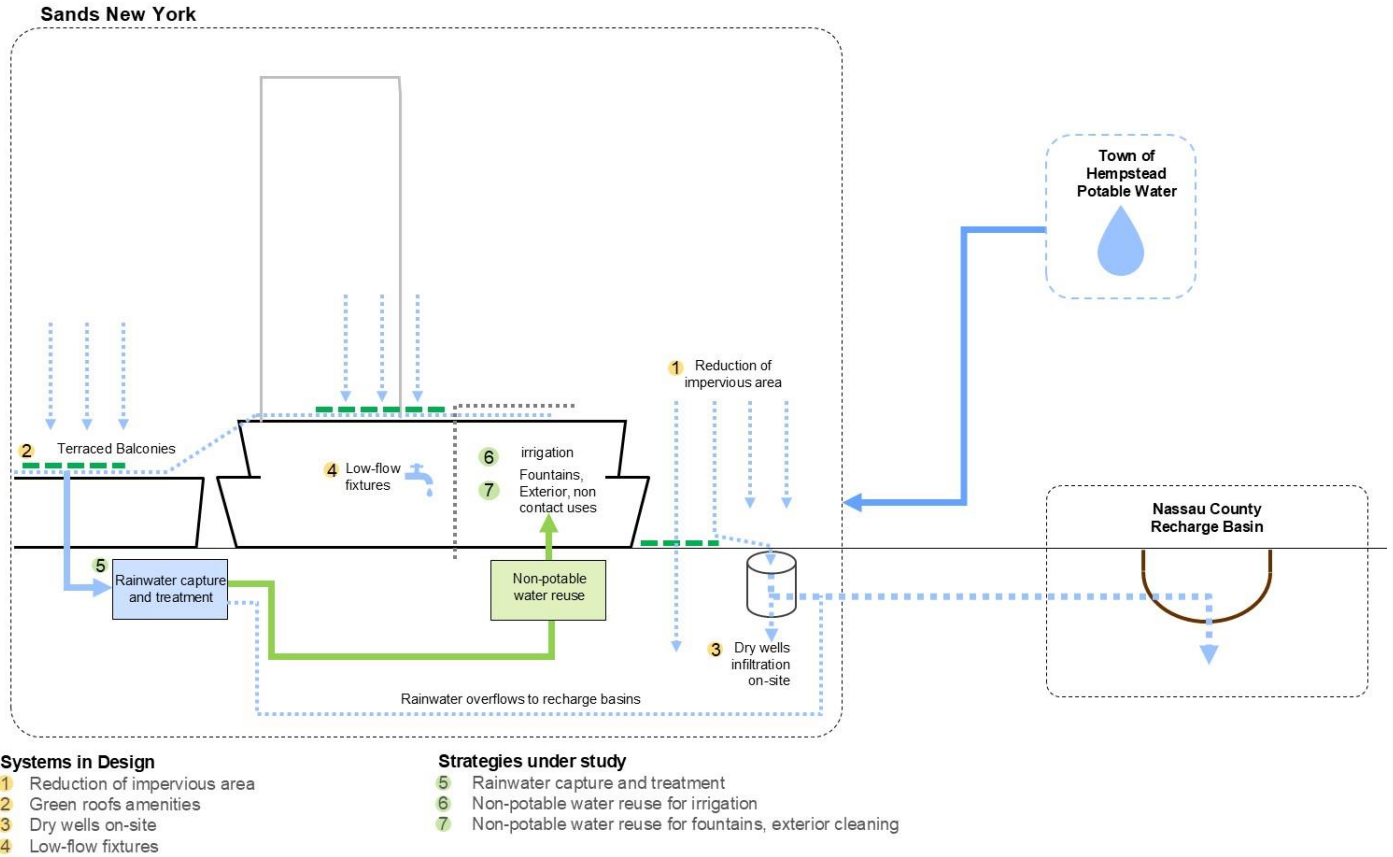 Sands New York
Town of
Hempstead
Potable Water
1 Reduction of
impervious area
2 Terraced Balconies
4 Low-flow
fixtures
6 irrigation
7 Fountains,
Exterior, non
contact uses
Nassau County
Recharge Basin
5 Rainwater capture
and treatment
Non-potable
water reuse
3 Dry wells
infiltration
on-site
Rainwater overflows to recharge basins
Systems in Design
1 Reduction of impervious area
2 Green roofs amenities
3 Dry wells on-site
4 Low-flow fixtures
Strategies under study
5 Rainwater capture and treatment
6 Non-potable water reuse for irrigation
7 Non-potable water reuse for fountains, exterior cleaning